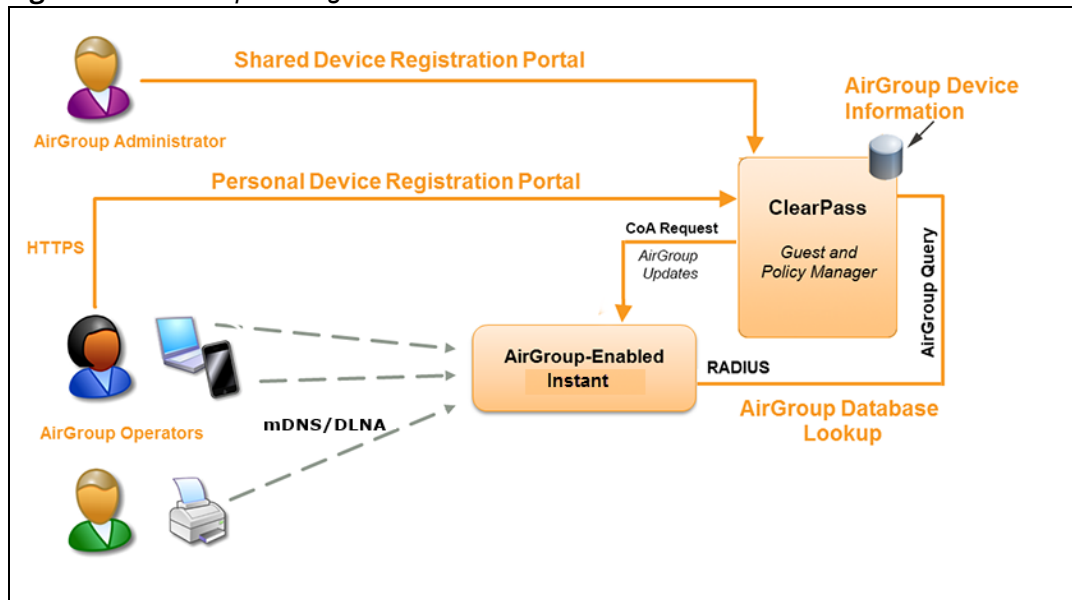 Shared Device Registration Portal
AirGroup Device
Information
AirGroup Administrator
Personal Device Registration Portal
ClearPass
Guest and
Policy Manager
CoA Request
AirGroup
Updates
HTTPS
AirGroup Query
AirGroup-Enabled
Instant
RADIUS
AirGroup Database
Lookup
mDNS/DLNA
AirGroup Operators